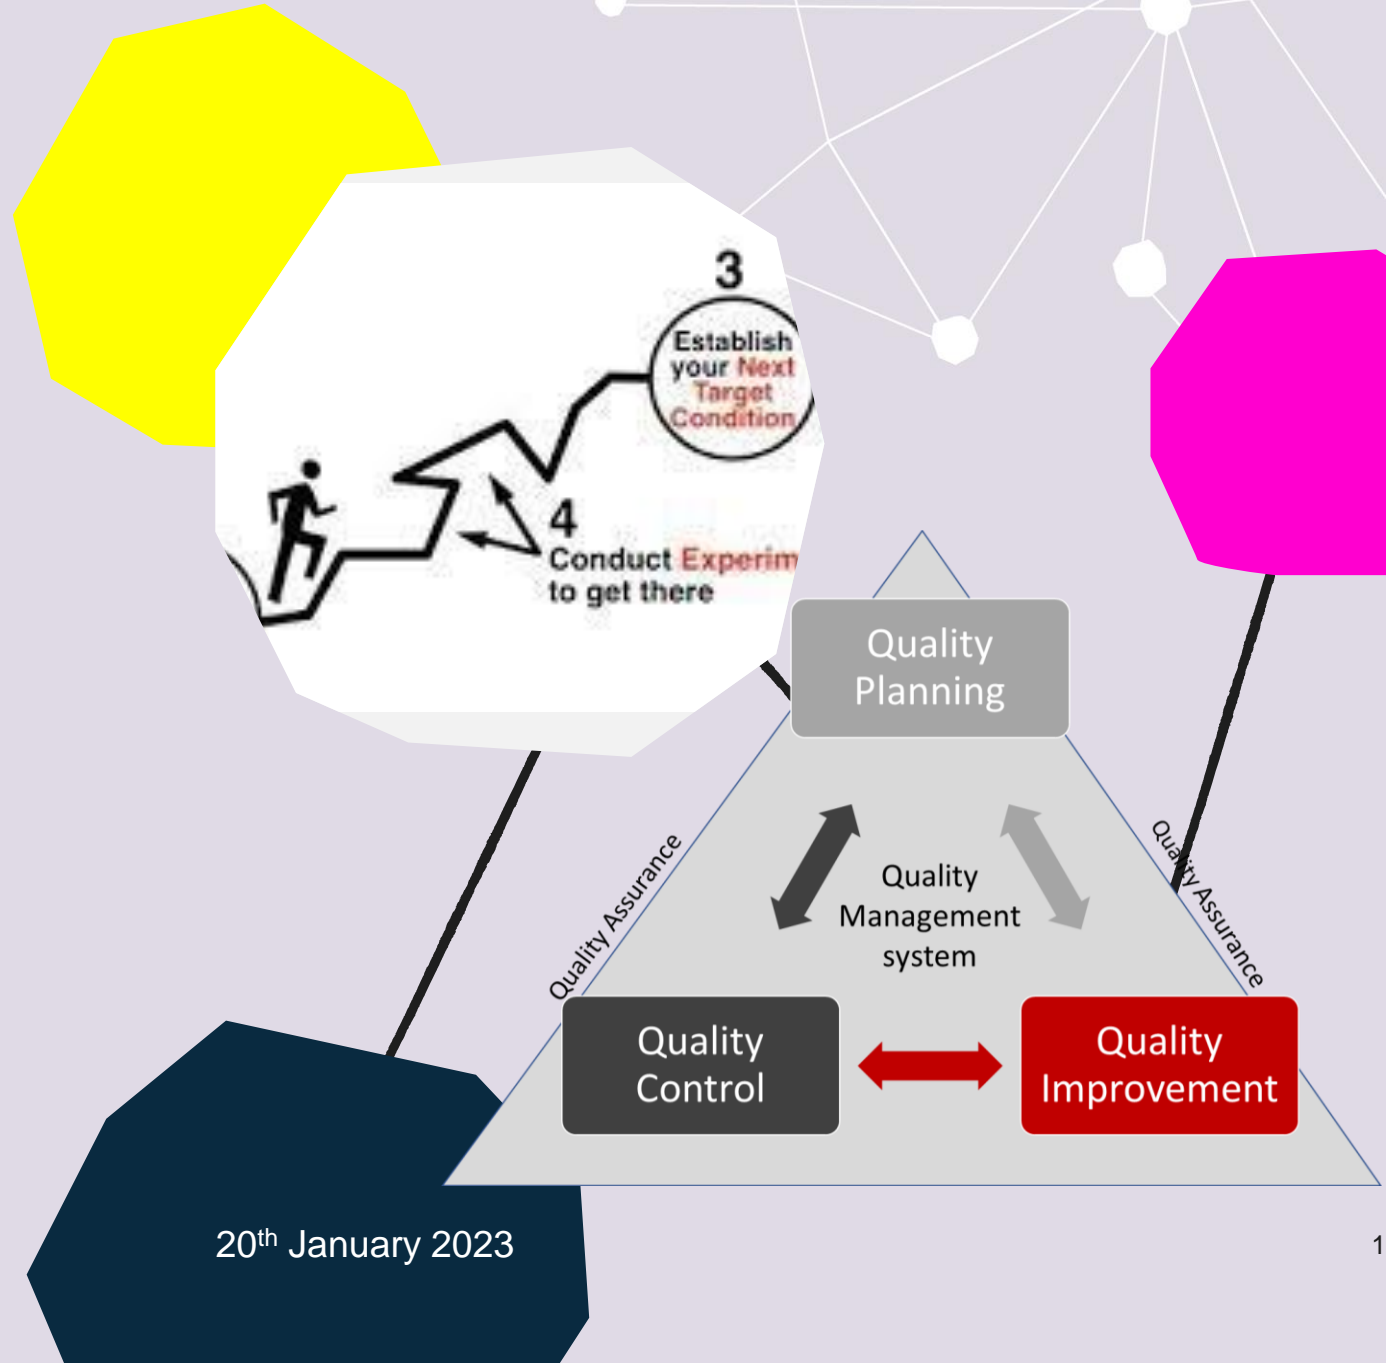 3
Establish
your Next
Target
Condition
4
Conduct Experim
to get there
Quality
Planning
Quality Assurance
Quality Assurance
Quality
Management
system
Quality
Control
Quality
Improvement
20th January 2023
1